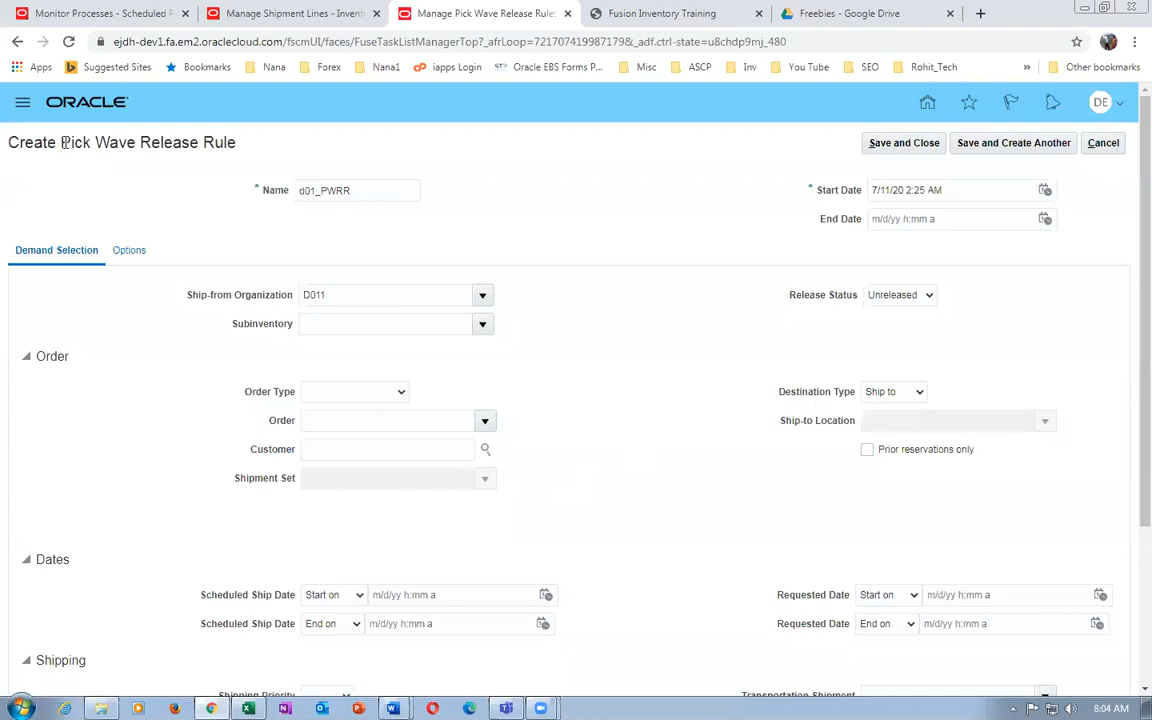 Monitor Processes - Scheduled P
Manage Shipment Lines - Invent
Manage Pick Wave Release Rule:
Fusion Inventory Training
Freebies - Google Drive
ejdh-dev1.fa.em2.oraclecloud.com/fscmUI/faces/FuseTaskListManagerTop?_afrLoop=7217074199871798&_adf.ctrl-state=u8chdp9mj_480
Apps
Suggested Sites
Bookmarks
Nana
Forex
Nana1
iapps Login
Oracle EBS Forms P...
Misc
ASCP
Inv
You Tube
SEO
Rohit_Tech
»
Other bookmarks
ORACLE
DE
Create Pick Wave Release Rule
Save and Close
Save and Create Another
Cancel
* Name d01_PWRR
* Start Date 7/11/20 2:25 AM
End Date m/d/yy h:mm a
Demand Selection
Options
Ship-from Organization D011
Release Status Unreleased
Subinventory
Order
Order Type
Destination Type Ship to
Order
Ship-to Location
Customer
Prior reservations only
Shipment Set
Dates
Scheduled Ship Date Start on m/d/yy h:mm a
Requested Date Start on m/d/yy h:mm a
Scheduled Ship Date End on m/d/yy h:mm a
Requested Date End on m/d/yy h:mm a
Shipping
Shipping Priority
Transportation Shipment
8:04 AM